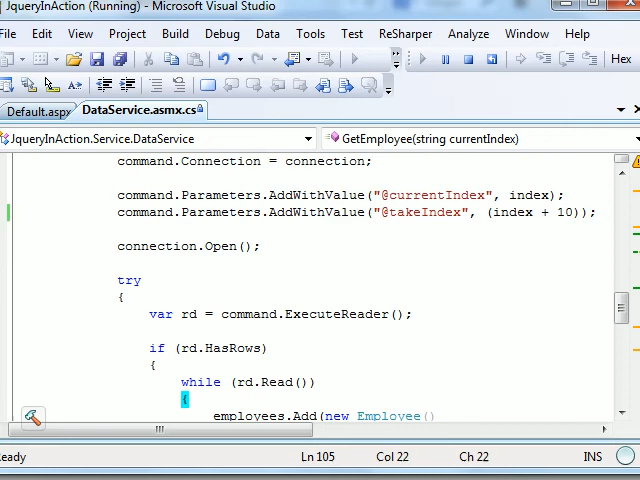 JqueryInAction (Running) - Microsoft Visual Studio
File Edit View Project Build Debug Data Tools Test ReSharper Analyze Window Help
Hex
Default.aspx DataService.asmx.cs
JqueryInAction.Service.DataService GetEmployee(string currentIndex)
command.Connection = connection;
command.Parameters.AddWithValue("@currentIndex", index);
command.Parameters.AddWithValue("@takeIndex", (index + 10));
connection.Open();
try
{
var rd = command.ExecuteReader();
if (rd.HasRows)
{
while (rd.Read())
{
employees.Add(new Employee()
Ready Ln 105 Col 22 Ch 22 INS